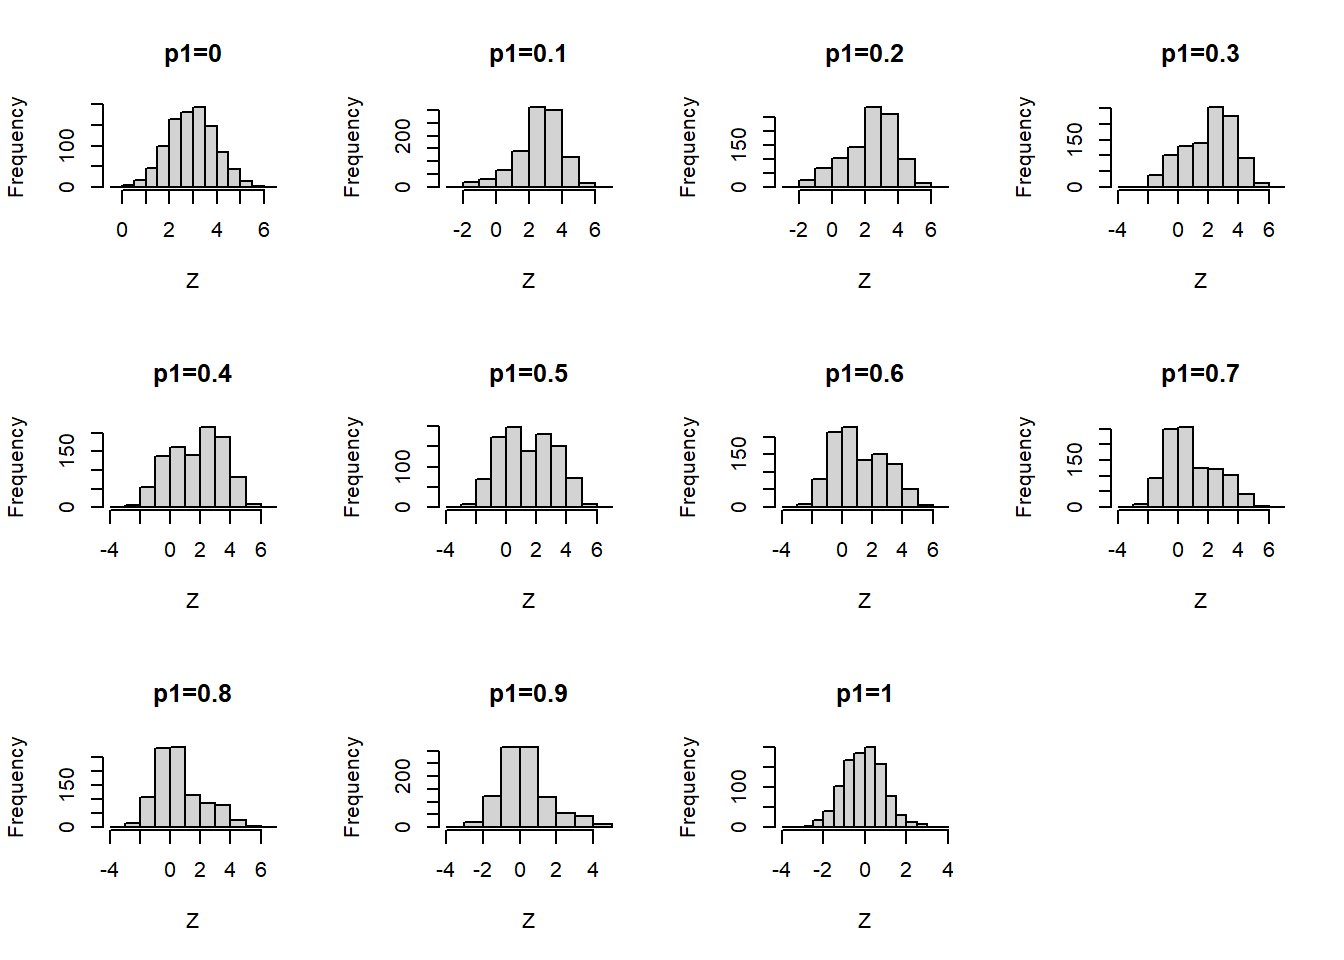 p1=0
Frequency
0 100
0 2 4 6
Z
p1=0.1
Frequency
0 200
-2 0 2 4 6
Z
p1=0.2
Frequency
0 150
-2 0 2 4 6
Z
p1=0.3
Frequency
0 150
-4 0 2 4 6
Z
p1=0.4
Frequency
0 150
-4 0 2 4 6
Z
p1=0.5
Frequency
0 100
-4 0 2 4 6
Z
p1=0.6
Frequency
0 150
-4 0 2 4 6
Z
p1=0.7
Frequency
0 150
-4 0 2 4 6
Z
p1=0.8
Frequency
0 150
-4 0 2 4 6
Z
p1=0.9
Frequency
0 200
-4 -2 0 2 4
Z
p1=1
Frequency
0 100
-4 -2 0 2 4
Z